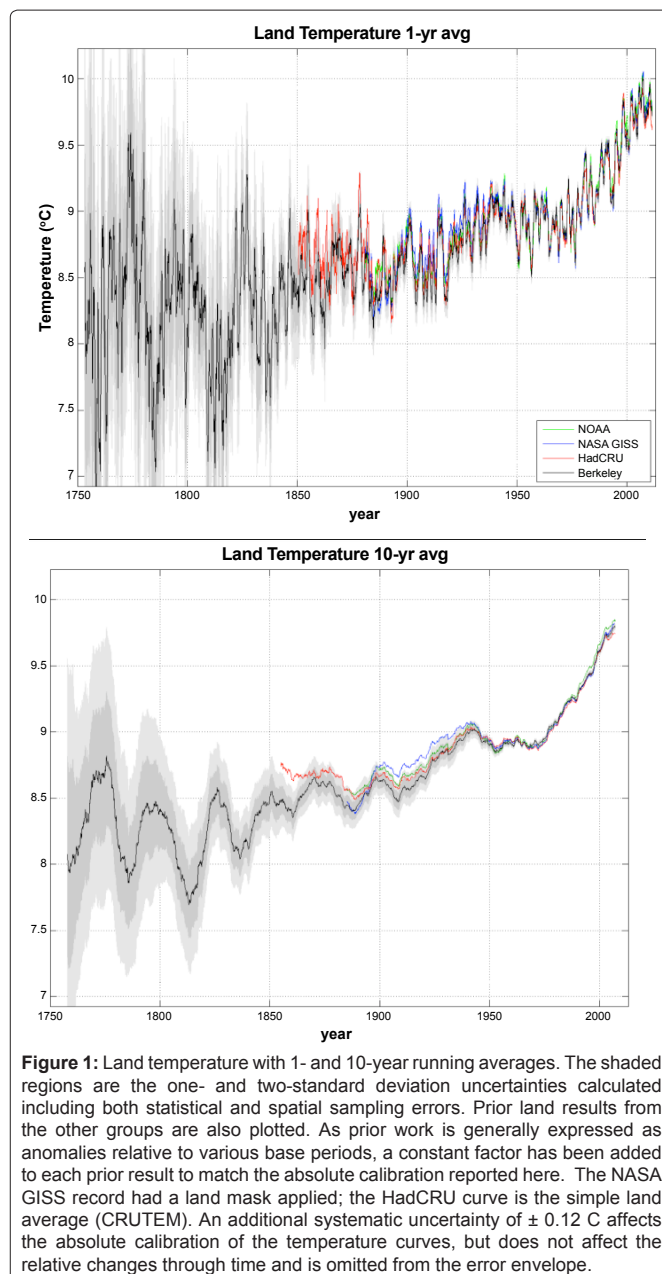 Land Temperature 1-yr avg
10
9.5
9
8.5
8
7.5
7
Tempereture (°C)
NOAA
NASA GISS
HadCRU
Berkeley
1750 1800 1850 1900 1950 2000
year
Land Temperature 10-yr avg
10
9.5
9
8.5
8
7.5
7
1750 1800 1850 1900 1950 2000
year
Figure 1: Land temperature with 1- and 10-year running averages. The shaded
regions are the one- and two-standard deviation uncertainties calculated
including both statistical and spatial sampling errors. Prior land results from
the other groups are also plotted. As prior work is generally expressed as
anomalies relative to various base periods, a constant factor has been added
to each prior result to match the absolute calibration reported here. The NASA
GISS record had a land mask applied; the HadCRU curve is the simple land
average (CRUTEM). An additional systematic uncertainty of ± 0.12 C affects
the absolute calibration of the temperature curves, but does not affect the
relative changes through time and is omitted from the error envelope.